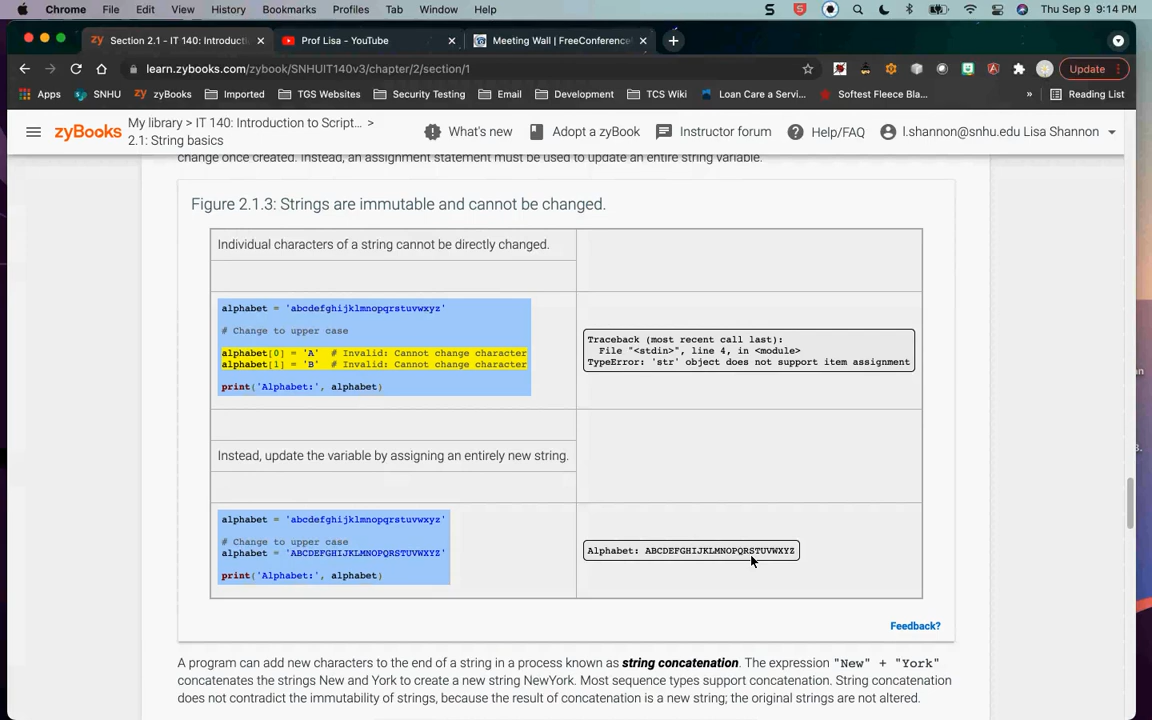 Chrome File Edit View History Bookmarks Profiles Tab Window Help Thu Sep 9 9:14 PM
zy Section 2.1 - IT 140: Introducti × Prof Lisa - YouTube × Meeting Wall | FreeConference × +
learn.zybooks.com/zybook/SNHUIT140v3/chapter/2/section/1 Update
Apps SNHU zy zyBooks Imported TGS Websites Security Testing Email Development TCS Wiki Loan Care a Servi... Softest Fleece Bla... » Reading List
zyBooks
My library > IT 140: Introduction to Script... >
2.1: String basics
What's new Adopt a zyBook Instructor forum Help/FAQ l.shannon@snhu.edu Lisa Shannon
change once created. Instead, an assignment statement must be used to update an entire string variable.
Figure 2.1.3: Strings are immutable and cannot be changed.
Individual characters of a string cannot be directly changed.
alphabet = 'abcdefghijklmnopqrstuvwxyz'
# Change to upper case
alphabet[0] = 'A' # Invalid: Cannot change character
alphabet[1] = 'B' # Invalid: Cannot change character
print('Alphabet:', alphabet)
Traceback (most recent call last):
File "<stdin>", line 4, in <module>
TypeError: 'str' object does not support item assignment
Instead, update the variable by assigning an entirely new string.
alphabet = 'abcdefghijklmnopqrstuvwxyz'
# Change to upper case
alphabet = 'ABCDEFGHIJKLMNOPQRSTUVWXYZ'
print('Alphabet:', alphabet)
Alphabet: ABCDEFGHIJKLMNOPQRSTUVWXYZ
Feedback?
A program can add new characters to the end of a string in a process known as string concatenation. The expression "New" + "York"
concatenates the strings New and York to create a new string NewYork. Most sequence types support concatenation. String concatenation
does not contradict the immutability of strings, because the result of concatenation is a new string; the original strings are not altered.